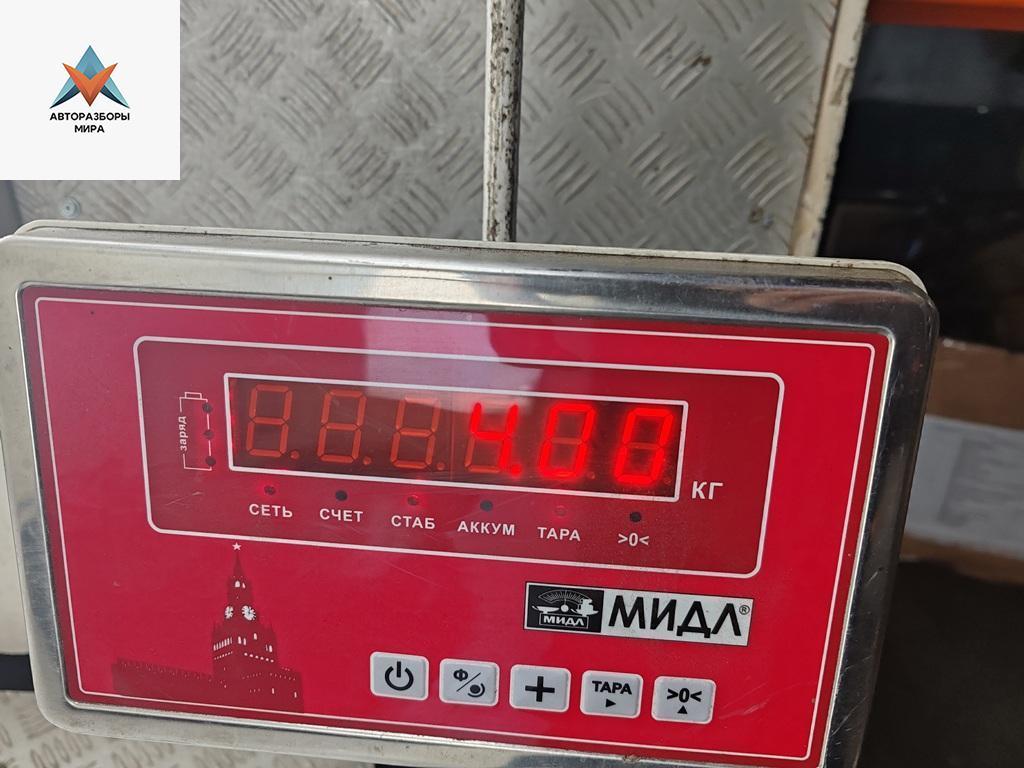 АВТОРАЗБОРЫ
МИРА
заряд
4.00
КГ
СЕТЬ СЧЕТ СТАБ АККУМ ТАРА >0<
МИДЛ МИДЛ®
Ф/ + ТАРА >0<